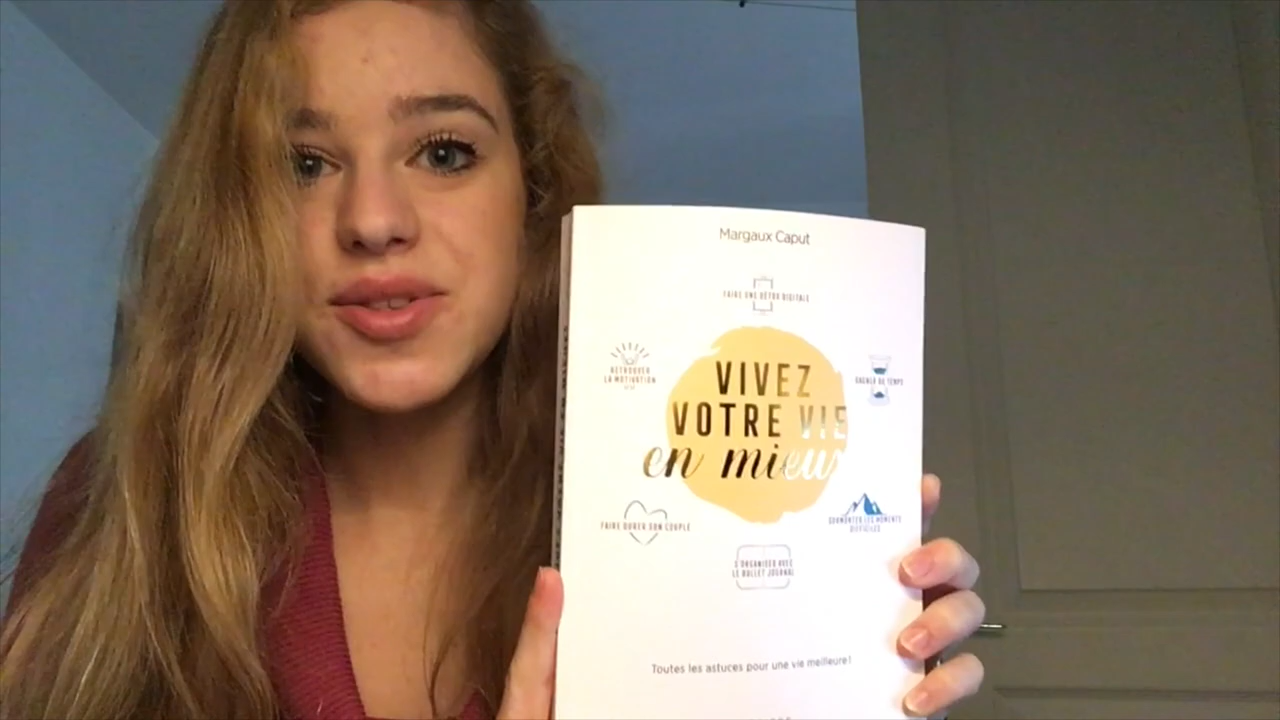 Margaux Caput
FAIRE UNE DÉTOX DIGITALE
RETROUVER
LA MOTIVATION
GAGNER DU TEMPS
VIVEZ
VOTRE VIE
en mieux
FAIRE DURER SON COUPLE
SURMONTER LES MOMENTS
DIFFICILES
S'ORGANISER AVEC
LE BULLET JOURNAL
Toutes les astuces pour une vie meilleure!